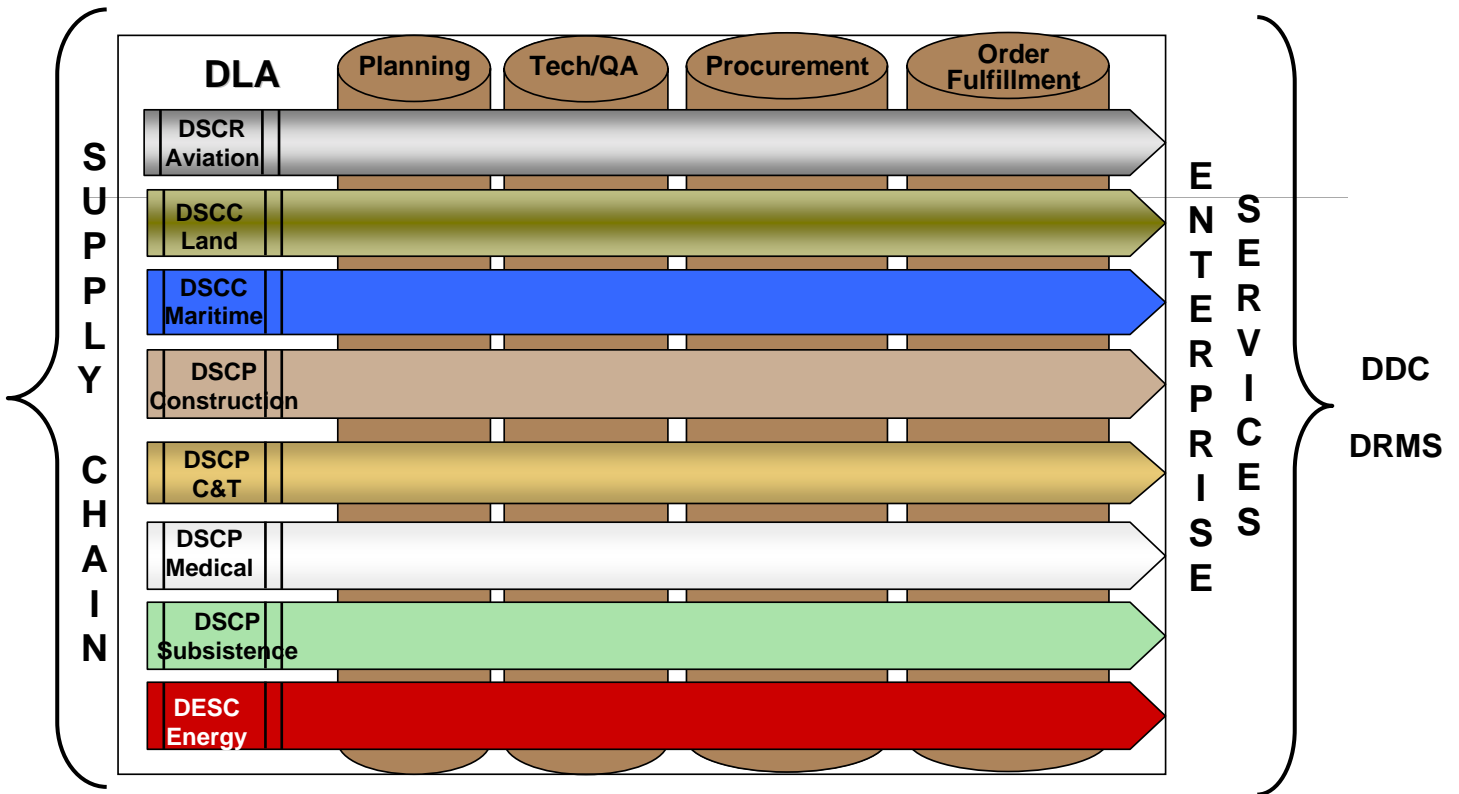 DLA
Planning
Tech/QA
Procurement
Order
Fulfillment
SUPPLY CHAIN
DSCR
Aviation
DSCC
Land
DSCC
Maritime
DSCP
Construction
DSCP
C&T
DSCP
Medical
DSCP
Subsistence
DESC
Energy
ENTERPRISE
SERVICES
DDC
DRMS